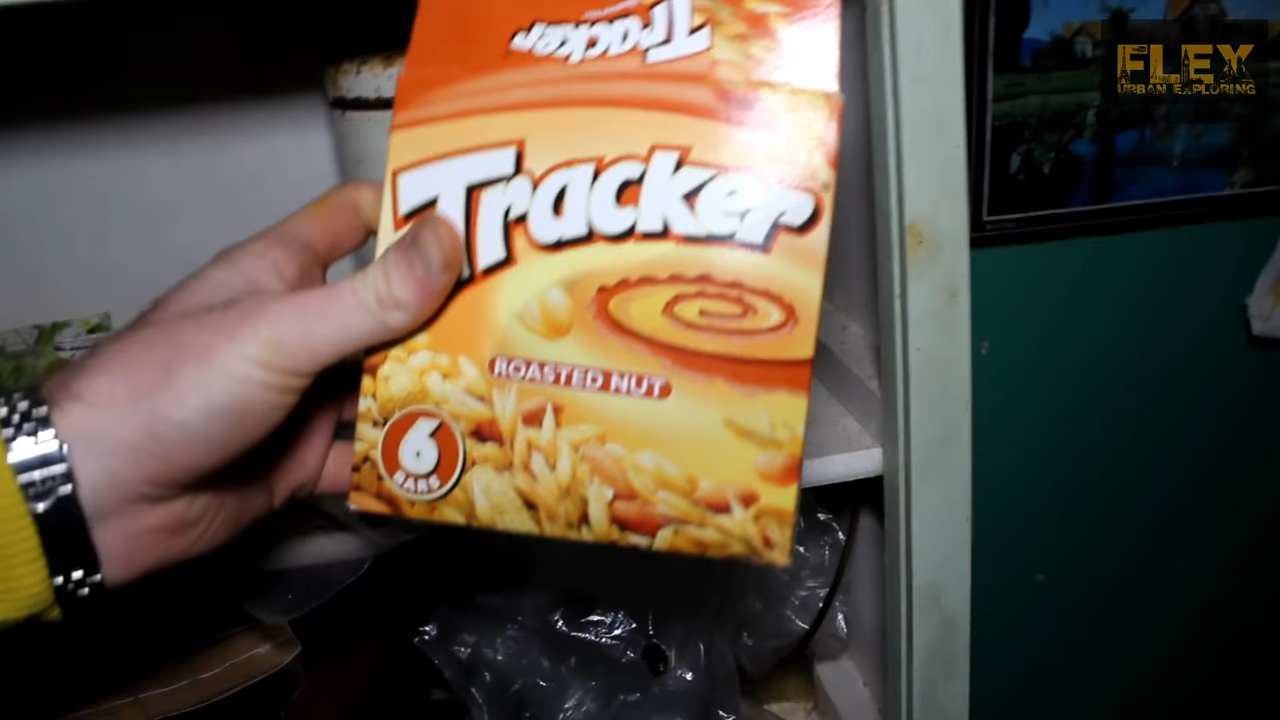 Tracker
FLEX
URBAN EXPLORING
Tracker
ROASTED NUT
6
BARS